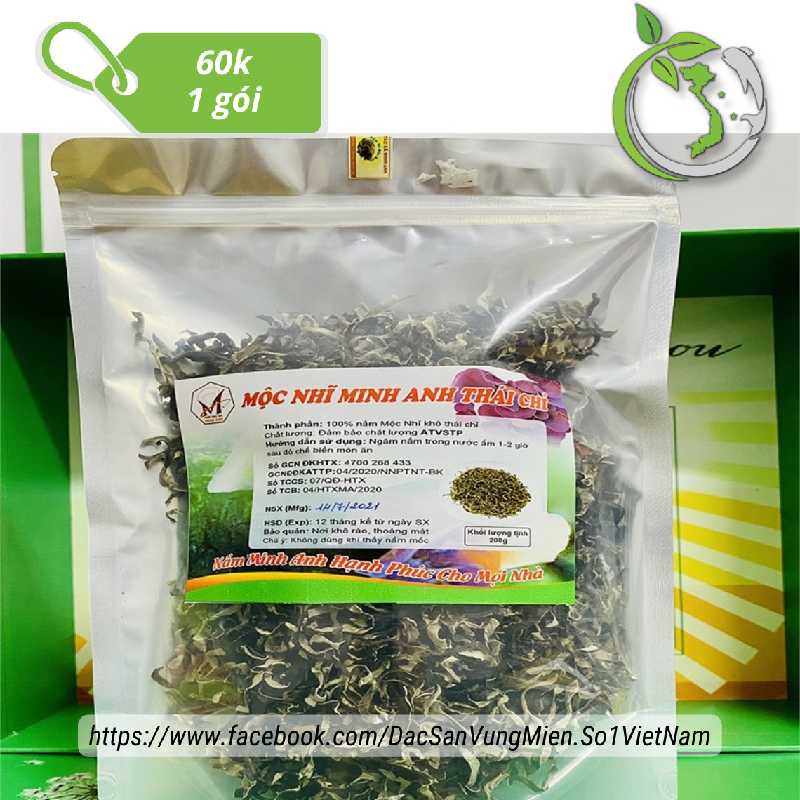 60k
1 gói
MỘC NHĨ MINH ANH THÁI CHỈ
Thành phần: 100% nấm Mộc Nhĩ khô thái chỉ
Chất lượng: Đảm bảo chất lượng ATVSTP
Hướng dẫn sử dụng: Ngâm nấm trong nước ấm 1-2 giờ
sau đó chế biến món ăn
Số GCN ĐKHTX: 4700 268 433
GCNĐĐKATTP:04/2020/NNPTNT-BK
Số TCCS: 07/QĐ-HTX
Số TCB: 04/HTXMA/2020
NSX (Mfg): 14/7/2021
HSD (Exp): 12 tháng kể từ ngày SX
Bảo quản: Nơi khô ráo, thoáng mát
Chú ý: Không dùng khi thấy nấm mốc
Khối lượng tịnh
200g
Nấm Minh Anh Hạnh Phúc Cho Mọi Nhà
ou
https://www.facebook.com/DacSanVungMien.So1VietNam